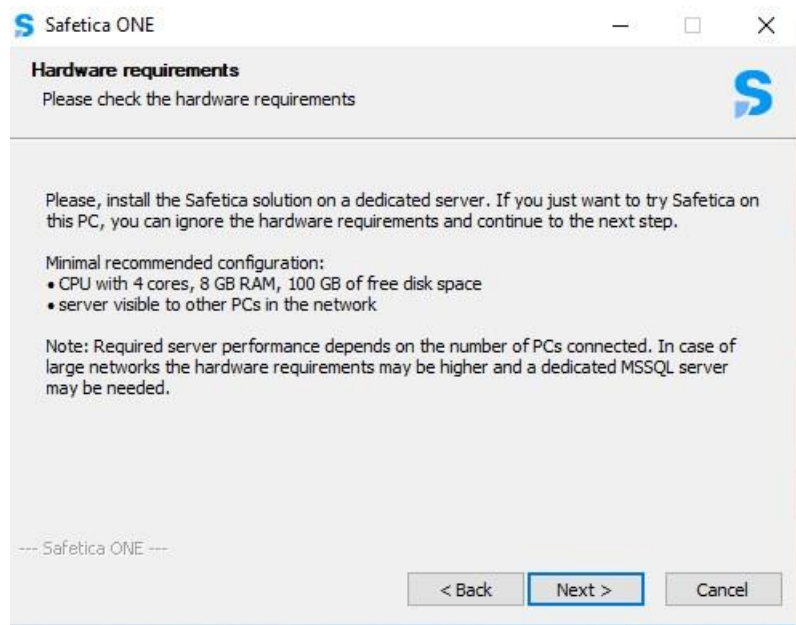 Safetica ONE
Hardware requirements
Please check the hardware requirements
Please, install the Safetica solution on a dedicated server. If you just want to try Safetica on
this PC, you can ignore the hardware requirements and continue to the next step.
Minimal recommended configuration:
• CPU with 4 cores, 8 GB RAM, 100 GB of free disk space
• server visible to other PCs in the network
Note: Required server performance depends on the number of PCs connected. In case of
large networks the hardware requirements may be higher and a dedicated MSSQL server
may be needed.
--- Safetica ONE ---
< Back Next > Cancel